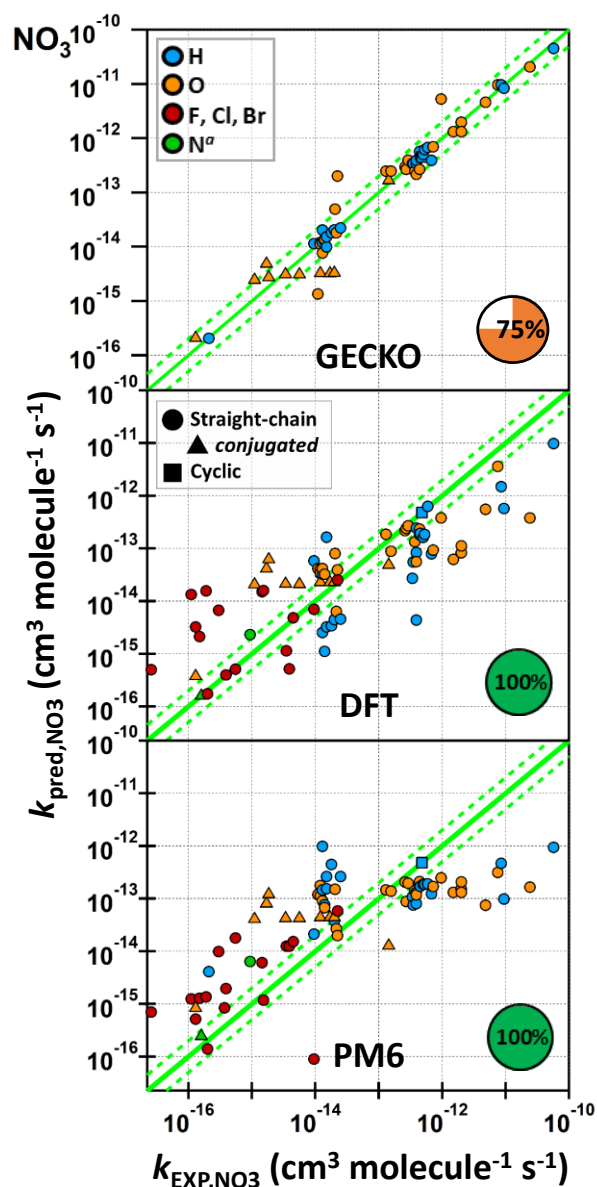 NO₃
10⁻¹⁰
H
O
F, Cl, Br
Nᵃ
10⁻¹¹
10⁻¹²
10⁻¹³
10⁻¹⁴
10⁻¹⁵
10⁻¹⁶
GECKO
75%
10⁻¹⁰
Straight-chain
conjugated
Cyclic
10⁻¹¹
10⁻¹²
10⁻¹³
10⁻¹⁴
10⁻¹⁵
10⁻¹⁶
DFT
100%
10⁻¹⁰
10⁻¹¹
10⁻¹²
10⁻¹³
10⁻¹⁴
10⁻¹⁵
10⁻¹⁶
PM6
100%
k pred,NO3 (cm³ molecule⁻¹ s⁻¹)
10⁻¹⁶ 10⁻¹⁴ 10⁻¹² 10⁻¹⁰
k EXP,NO3 (cm³ molecule⁻¹ s⁻¹)